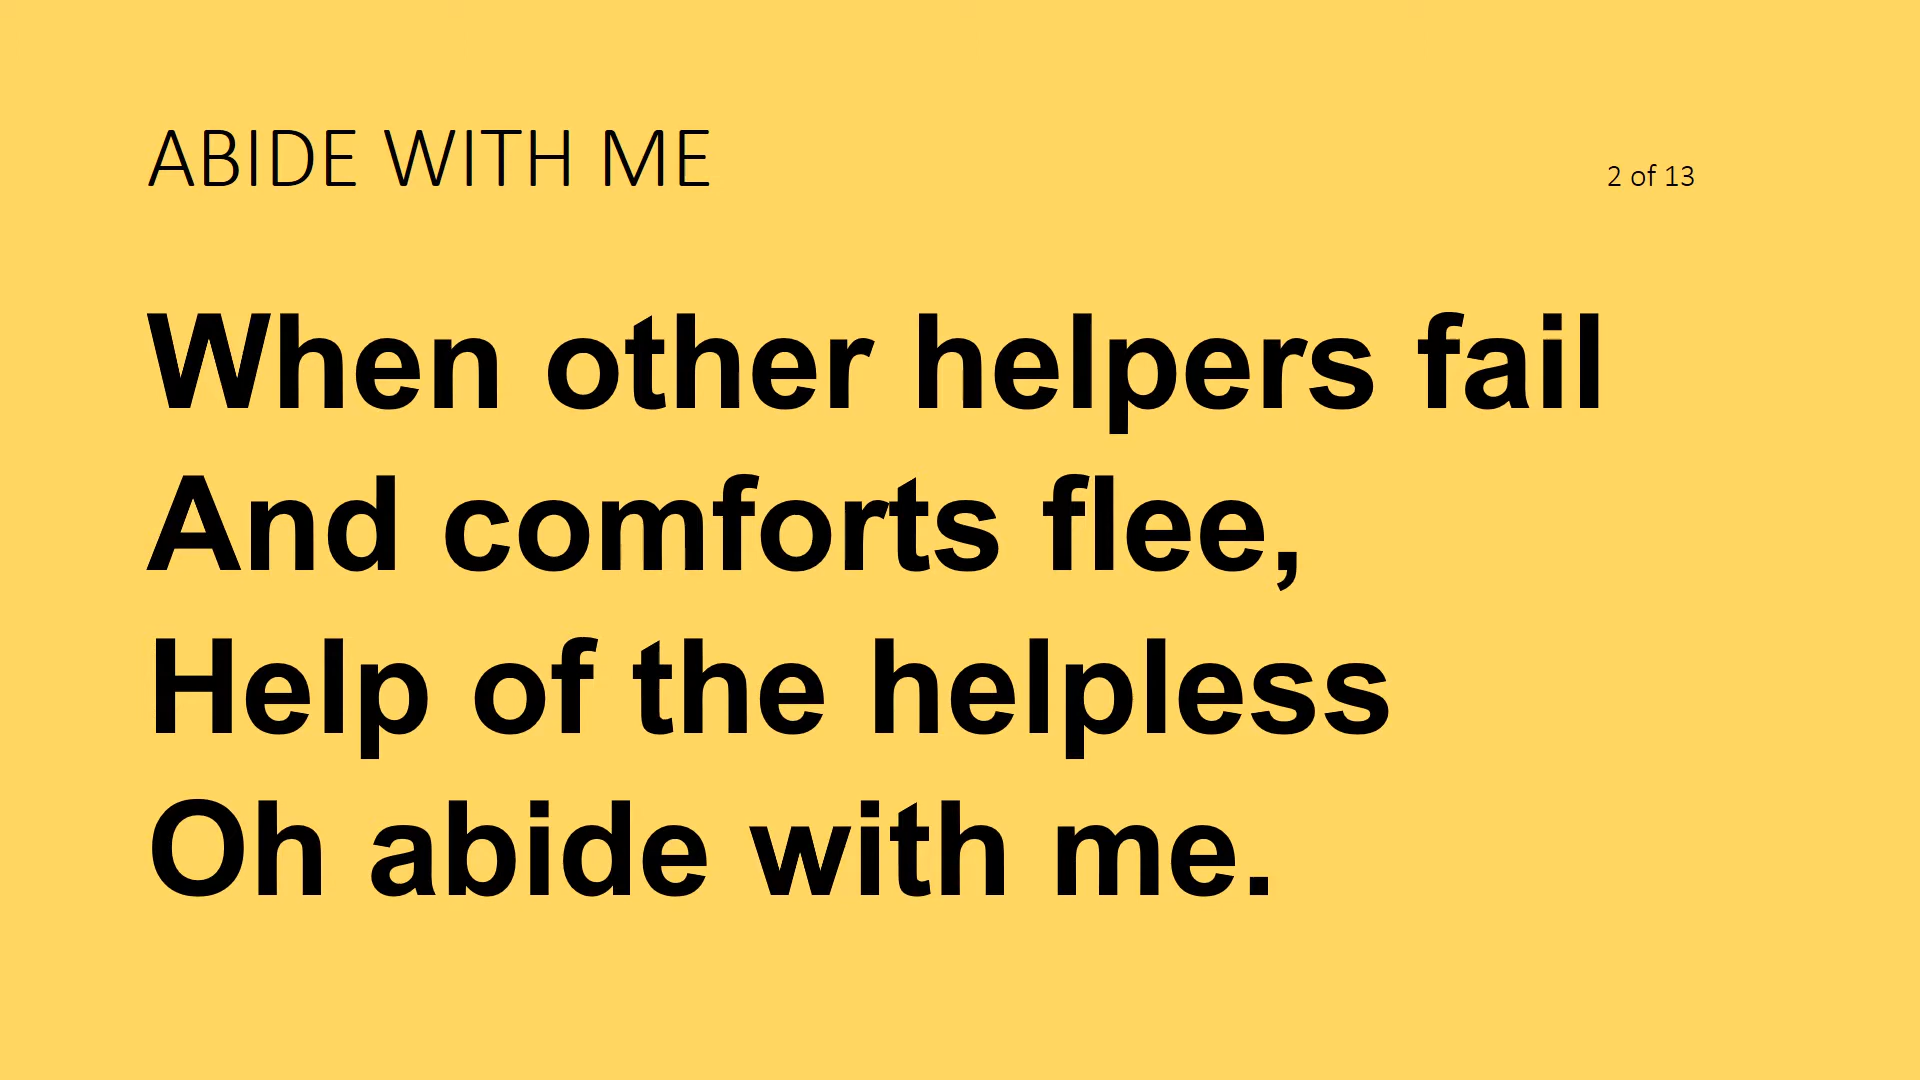 ABIDE WITH ME
2 of 13
When other helpers fail
And comforts flee,
Help of the helpless
Oh abide with me.